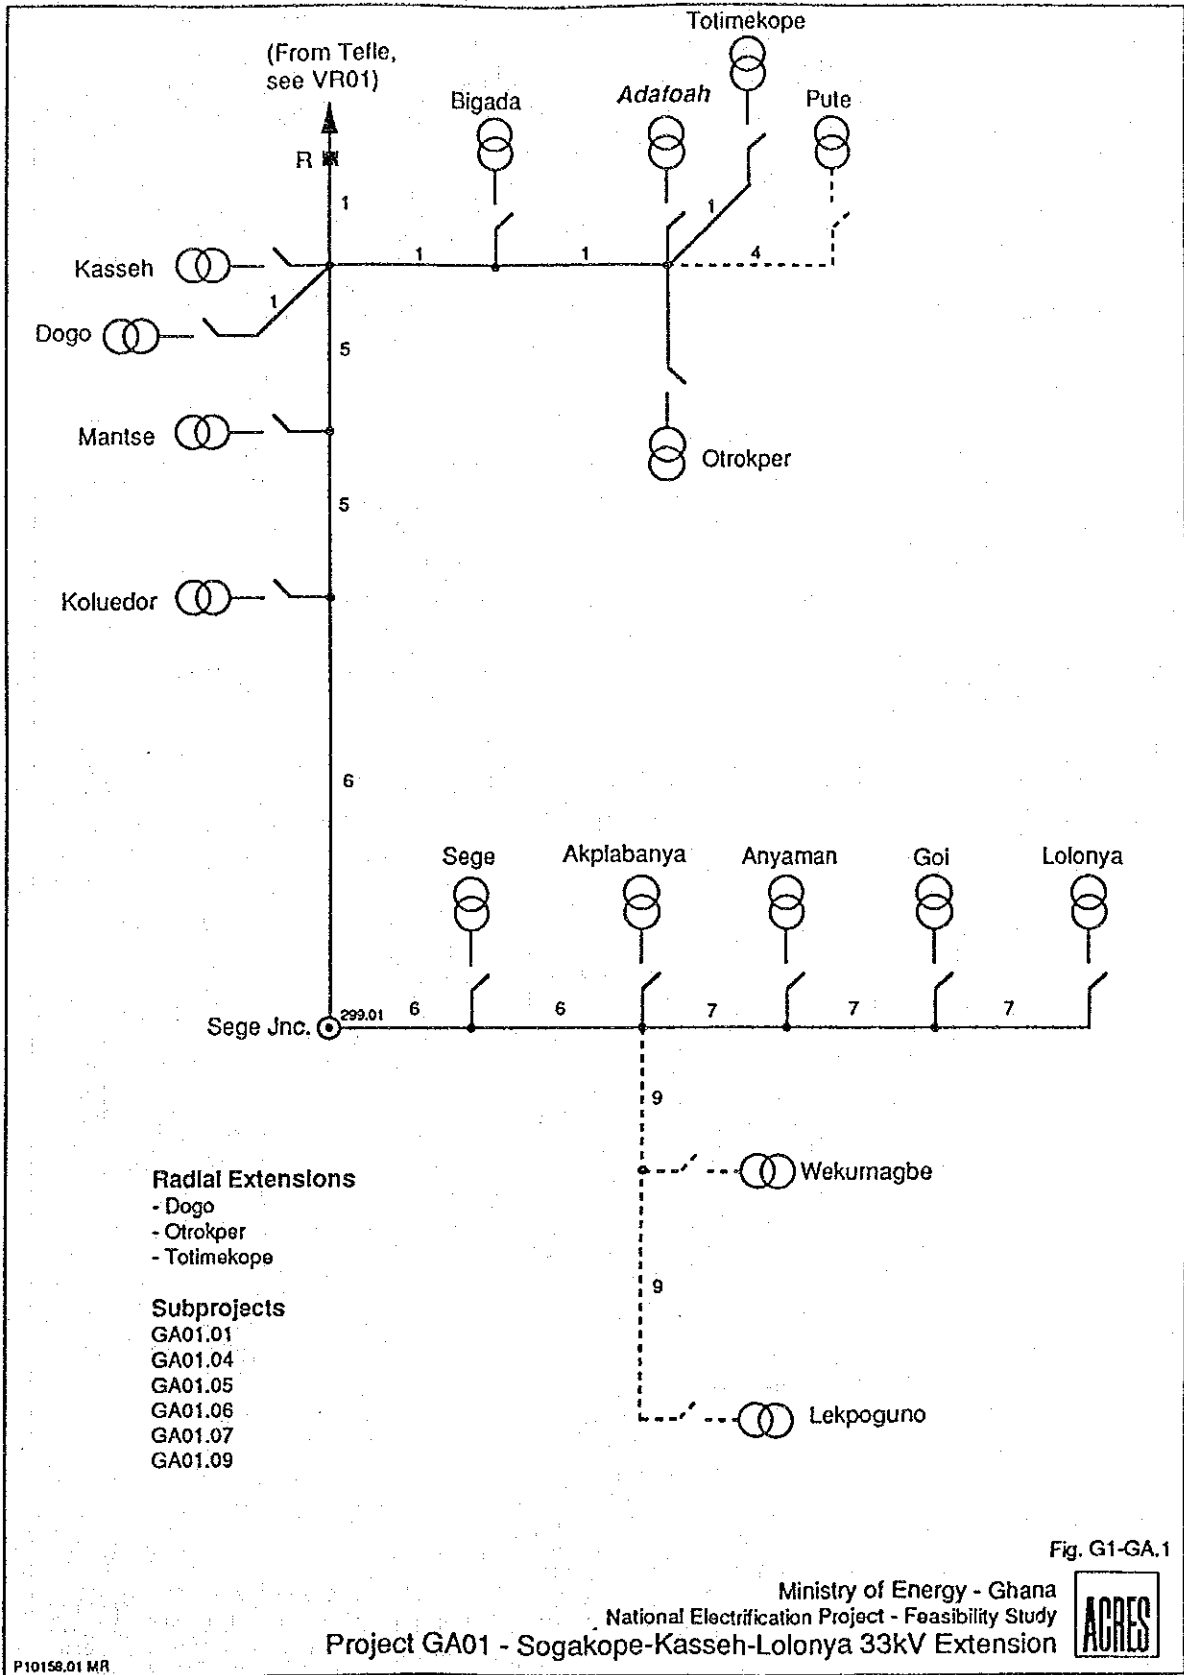 Totimekope
(From Tefle,
see VR01)
Bigada
Adafoah
Pute
R
1
1
1
1
4
Kasseh
1
Dogo
5
Mantse
Otrokper
5
Koluedor
6
Sege
Akplabanya
Anyaman
Goi
Lolonya
Sege Jnc.
299.01
6
6
7
7
7
9
Wekumagbe
9
Lekpoguno
Radial Extensions
- Dogo
- Otrokper
- Totimekope
Subprojects
GA01.01
GA01.04
GA01.05
GA01.06
GA01.07
GA01.09
Fig. G1-GA.1
Ministry of Energy - Ghana
National Electrification Project - Feasibility Study
Project GA01 - Sogakope-Kasseh-Lolonya 33kV Extension
ACRES
P10158.01 MR